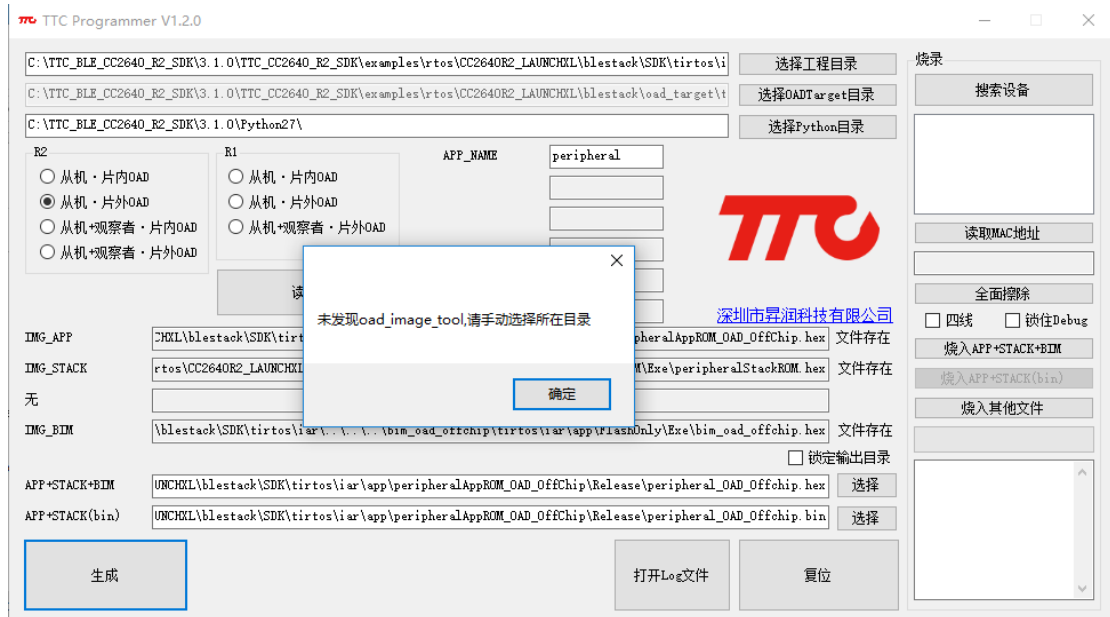 TTC Programmer V1.2.0
C:\TTC_BLE_CC2640_R2_SDK\3.1.0\TTC_CC2640_R2_SDK\examples\rtos\CC2640R2_LAUNCHXL\blestack\SDK\tirtos\i
选择工程目录
C:\TTC_BLE_CC2640_R2_SDK\3.1.0\TTC_CC2640_R2_SDK\examples\rtos\CC2640R2_LAUNCHXL\blestack\oad_target\t
选择OADTarget目录
C:\TTC_BLE_CC2640_R2_SDK\3.1.0\Python27\
选择Python目录
R2
从机·片内OAD
从机·片外OAD
从机+观察者·片内OAD
从机+观察者·片外OAD
R1
从机·片内OAD
从机·片外OAD
从机+观察者·片外OAD
APP_NAME
peripheral
TTC
深圳市昇润科技有限公司
读
未发现oad_image_tool,请手动选择所在目录
确定
IMG_APP
CHXL\blestack\SDK\tirt
pheralAppROM_OAD_OffChip.hex
文件存在
IMG_STACK
rtos\CC2640R2_LAUNCHXL
M\Exe\peripheralStackROM.hex
文件存在
无
IMG_BIM
\blestack\SDK\tirtos\iar\..\..\..\bim_oad_offchip\tirtos\iar\app\FlashOnly\Exe\bim_oad_offchip.hex
文件存在
锁定输出目录
APP+STACK+BIM
UNCHXL\blestack\SDK\tirtos\iar\app\peripheralAppROM_OAD_OffChip\Release\peripheral_OAD_Offchip.hex
选择
APP+STACK(bin)
UNCHXL\blestack\SDK\tirtos\iar\app\peripheralAppROM_OAD_OffChip\Release\peripheral_OAD_Offchip.bin
选择
生成
打开Log文件
复位
烧录
搜索设备
读取MAC地址
全面擦除
四线
锁住Debug
烧入APP+STACK+BIM
烧入APP+STACK(bin)
烧入其他文件